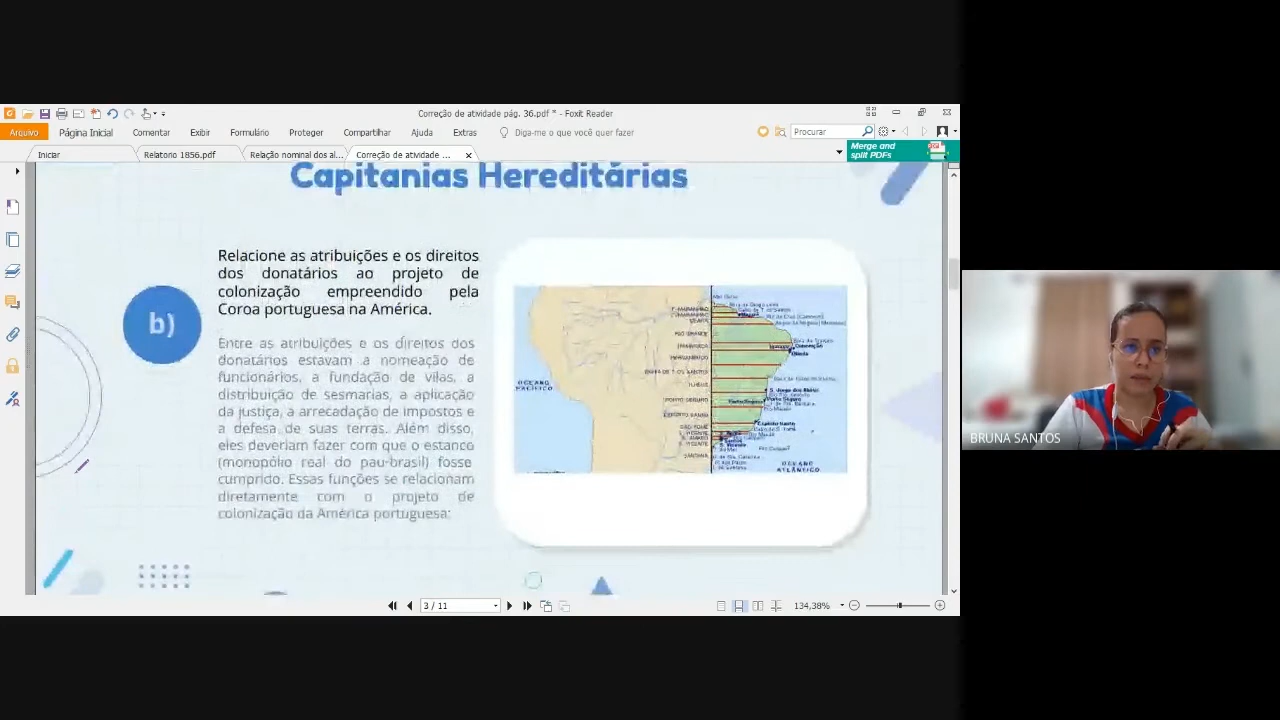 Correção de atividade pág. 36.pdf * - Foxit Reader
Arquivo
Página Inicial
Comentar
Exibir
Formulário
Proteger
Compartilhar
Ajuda
Extras
Diga-me o que você quer fazer
Procurar
Iniciar
Relatorio 1856.pdf
Relação nominal dos al...
Correção de atividade ...
Merge and
split PDFs
Capitanias Hereditárias
b)
Relacione as atribuições e os direitos
dos donatários ao projeto de
colonização empreendido pela
Coroa portuguesa na América.
Entre as atribuições e os direitos dos
donatários estavam a nomeação de
funcionários, a fundação de vilas, a
distribuição de sesmarias, a aplicação
da justiça, a arrecadação de impostos e
a defesa de suas terras. Além disso,
eles deveriam fazer com que o estanco
(monopólio real do pau-brasil) fosse
cumprido. Essas funções se relacionam
diretamente com o projeto de
colonização da América portuguesa;
OCEANO
PACÍFICO
OCEANO
ATLÂNTICO
3 / 11
134,38%
BRUNA SANTOS